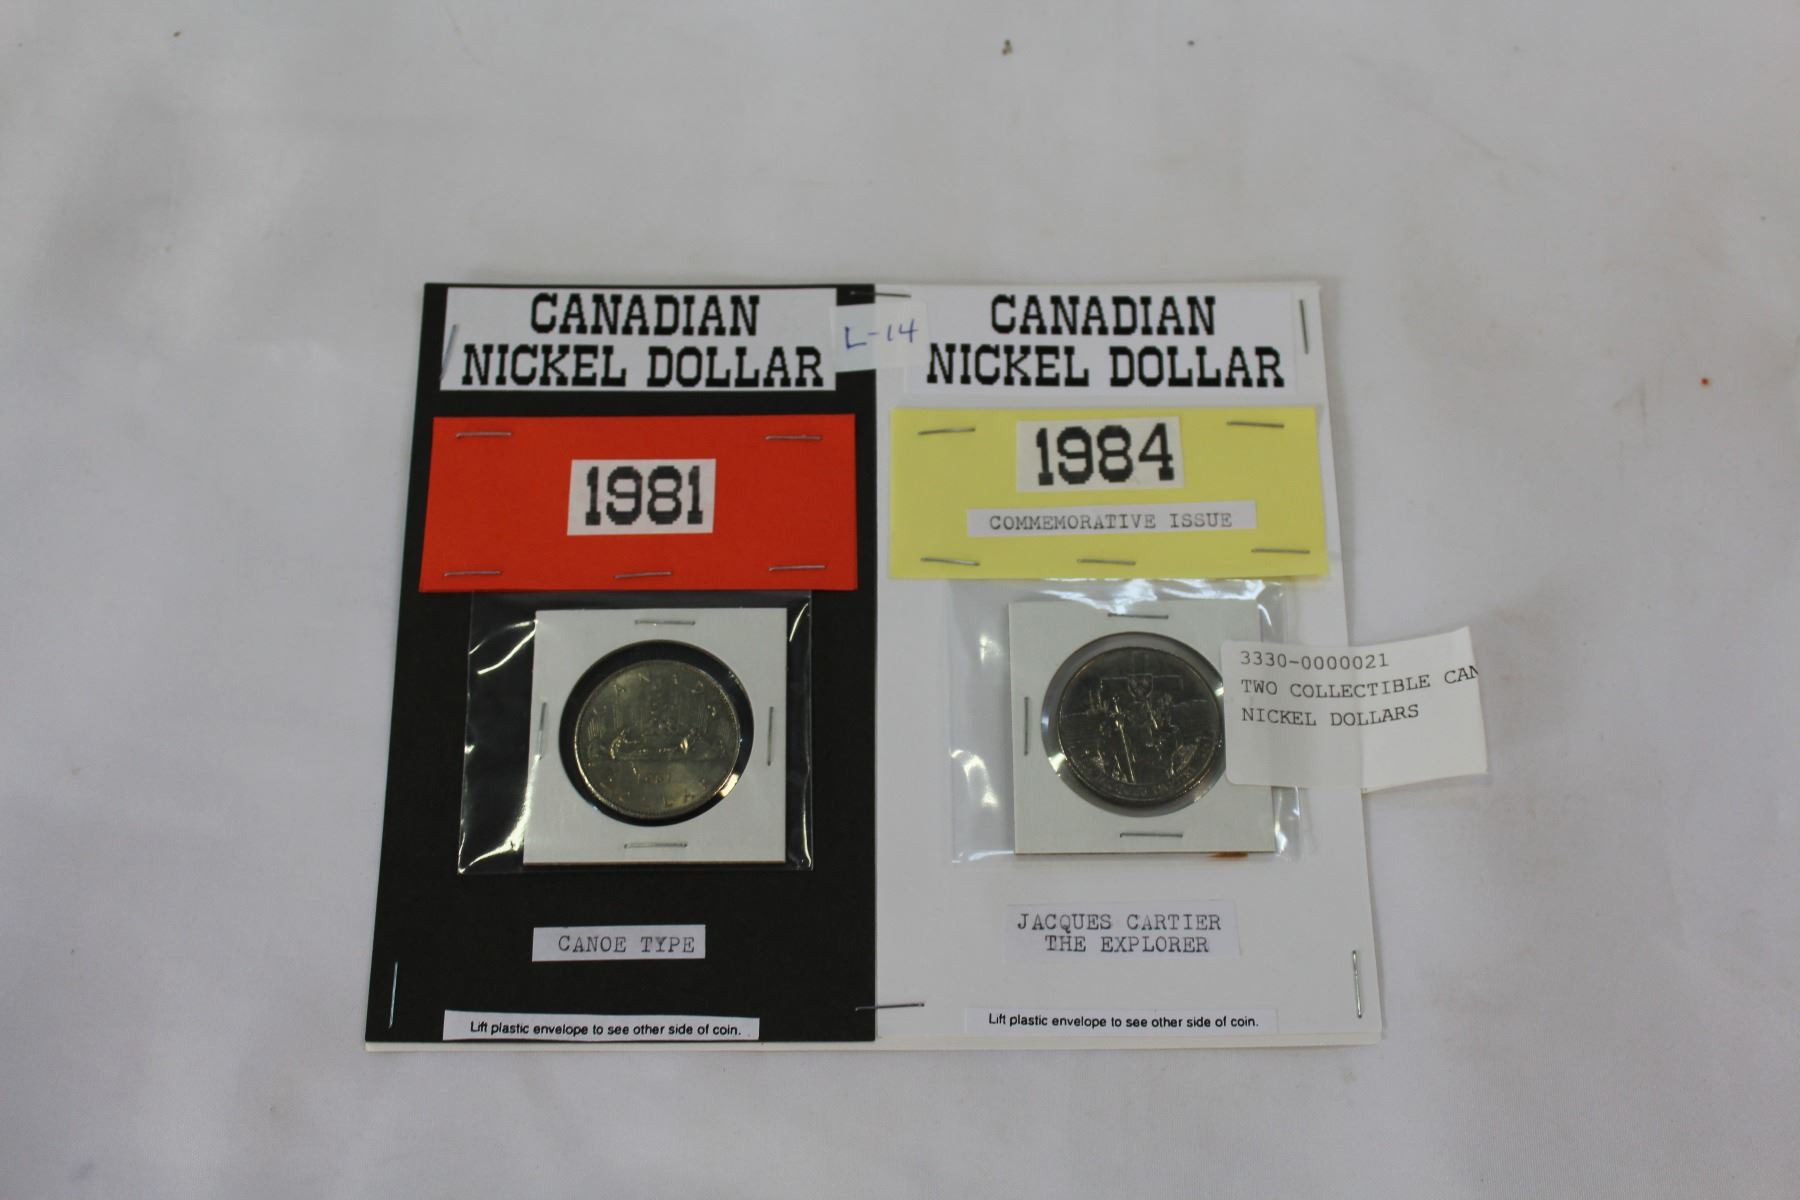 CANADIAN
NICKEL DOLLAR
L-14
CANADIAN
NICKEL DOLLAR
1981
1984
COMMEMORATIVE ISSUE
CANADA
3330-0000021
TWO COLLECTIBLE CAN
NICKEL DOLLARS
CANOE TYPE
JACQUES CARTIER
THE EXPLORER
Lift plastic envelope to see other side of coin.
Lift plastic envelope to see other side of coin.